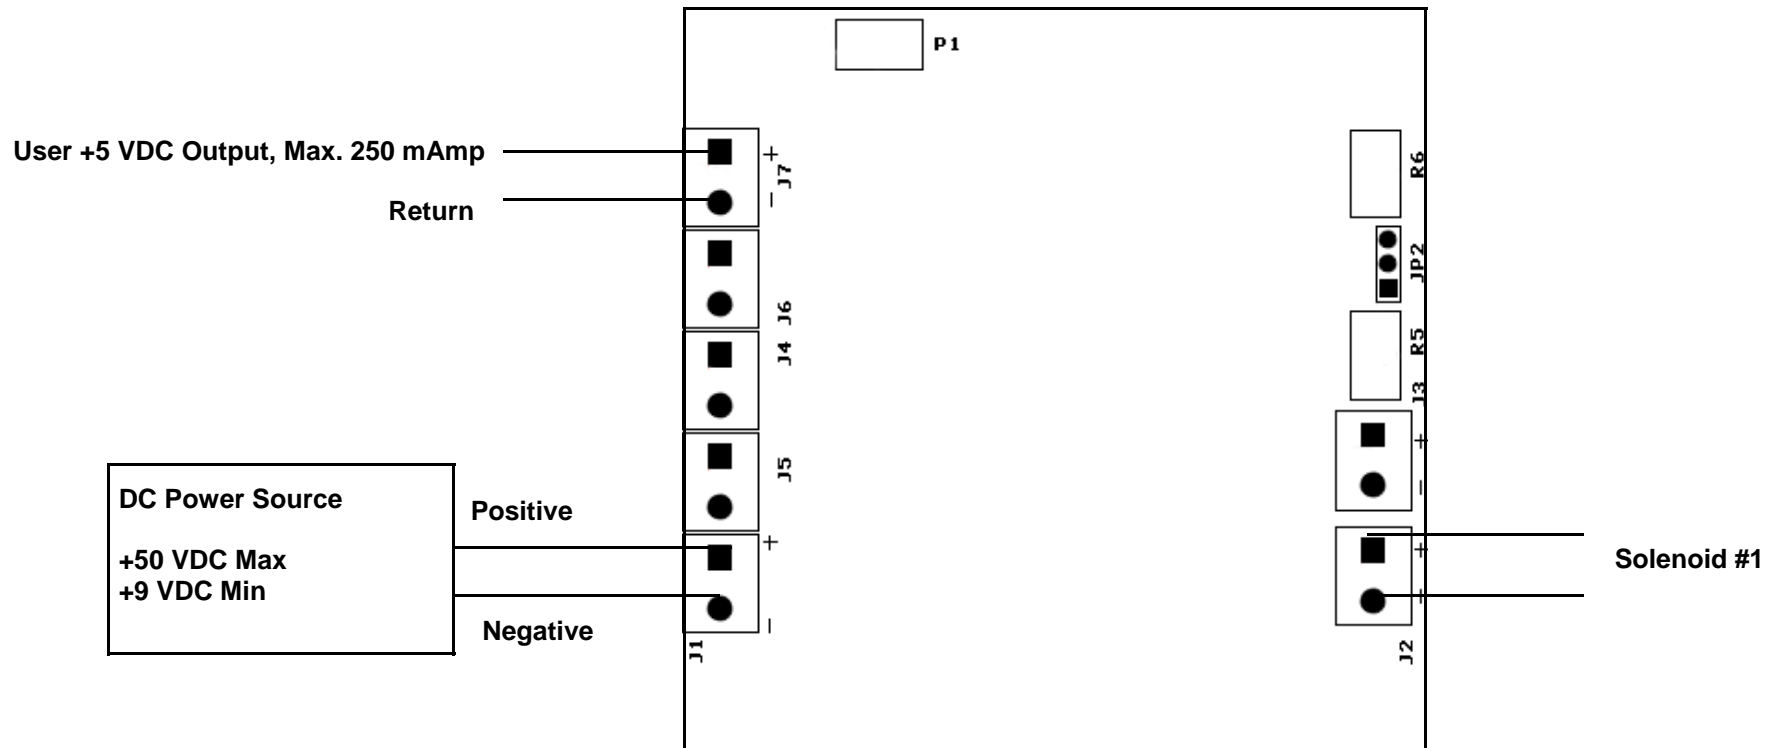 P1
User +5 VDC Output, Max. 250 mAmp
+
J7
Return
−
R6
JP2
J6
J4
R5
J3
J5
+
−
DC Power Source
Positive
+50 VDC Max
+9 VDC Min
Negative
+
−
J1
+
+
Solenoid #1
J2